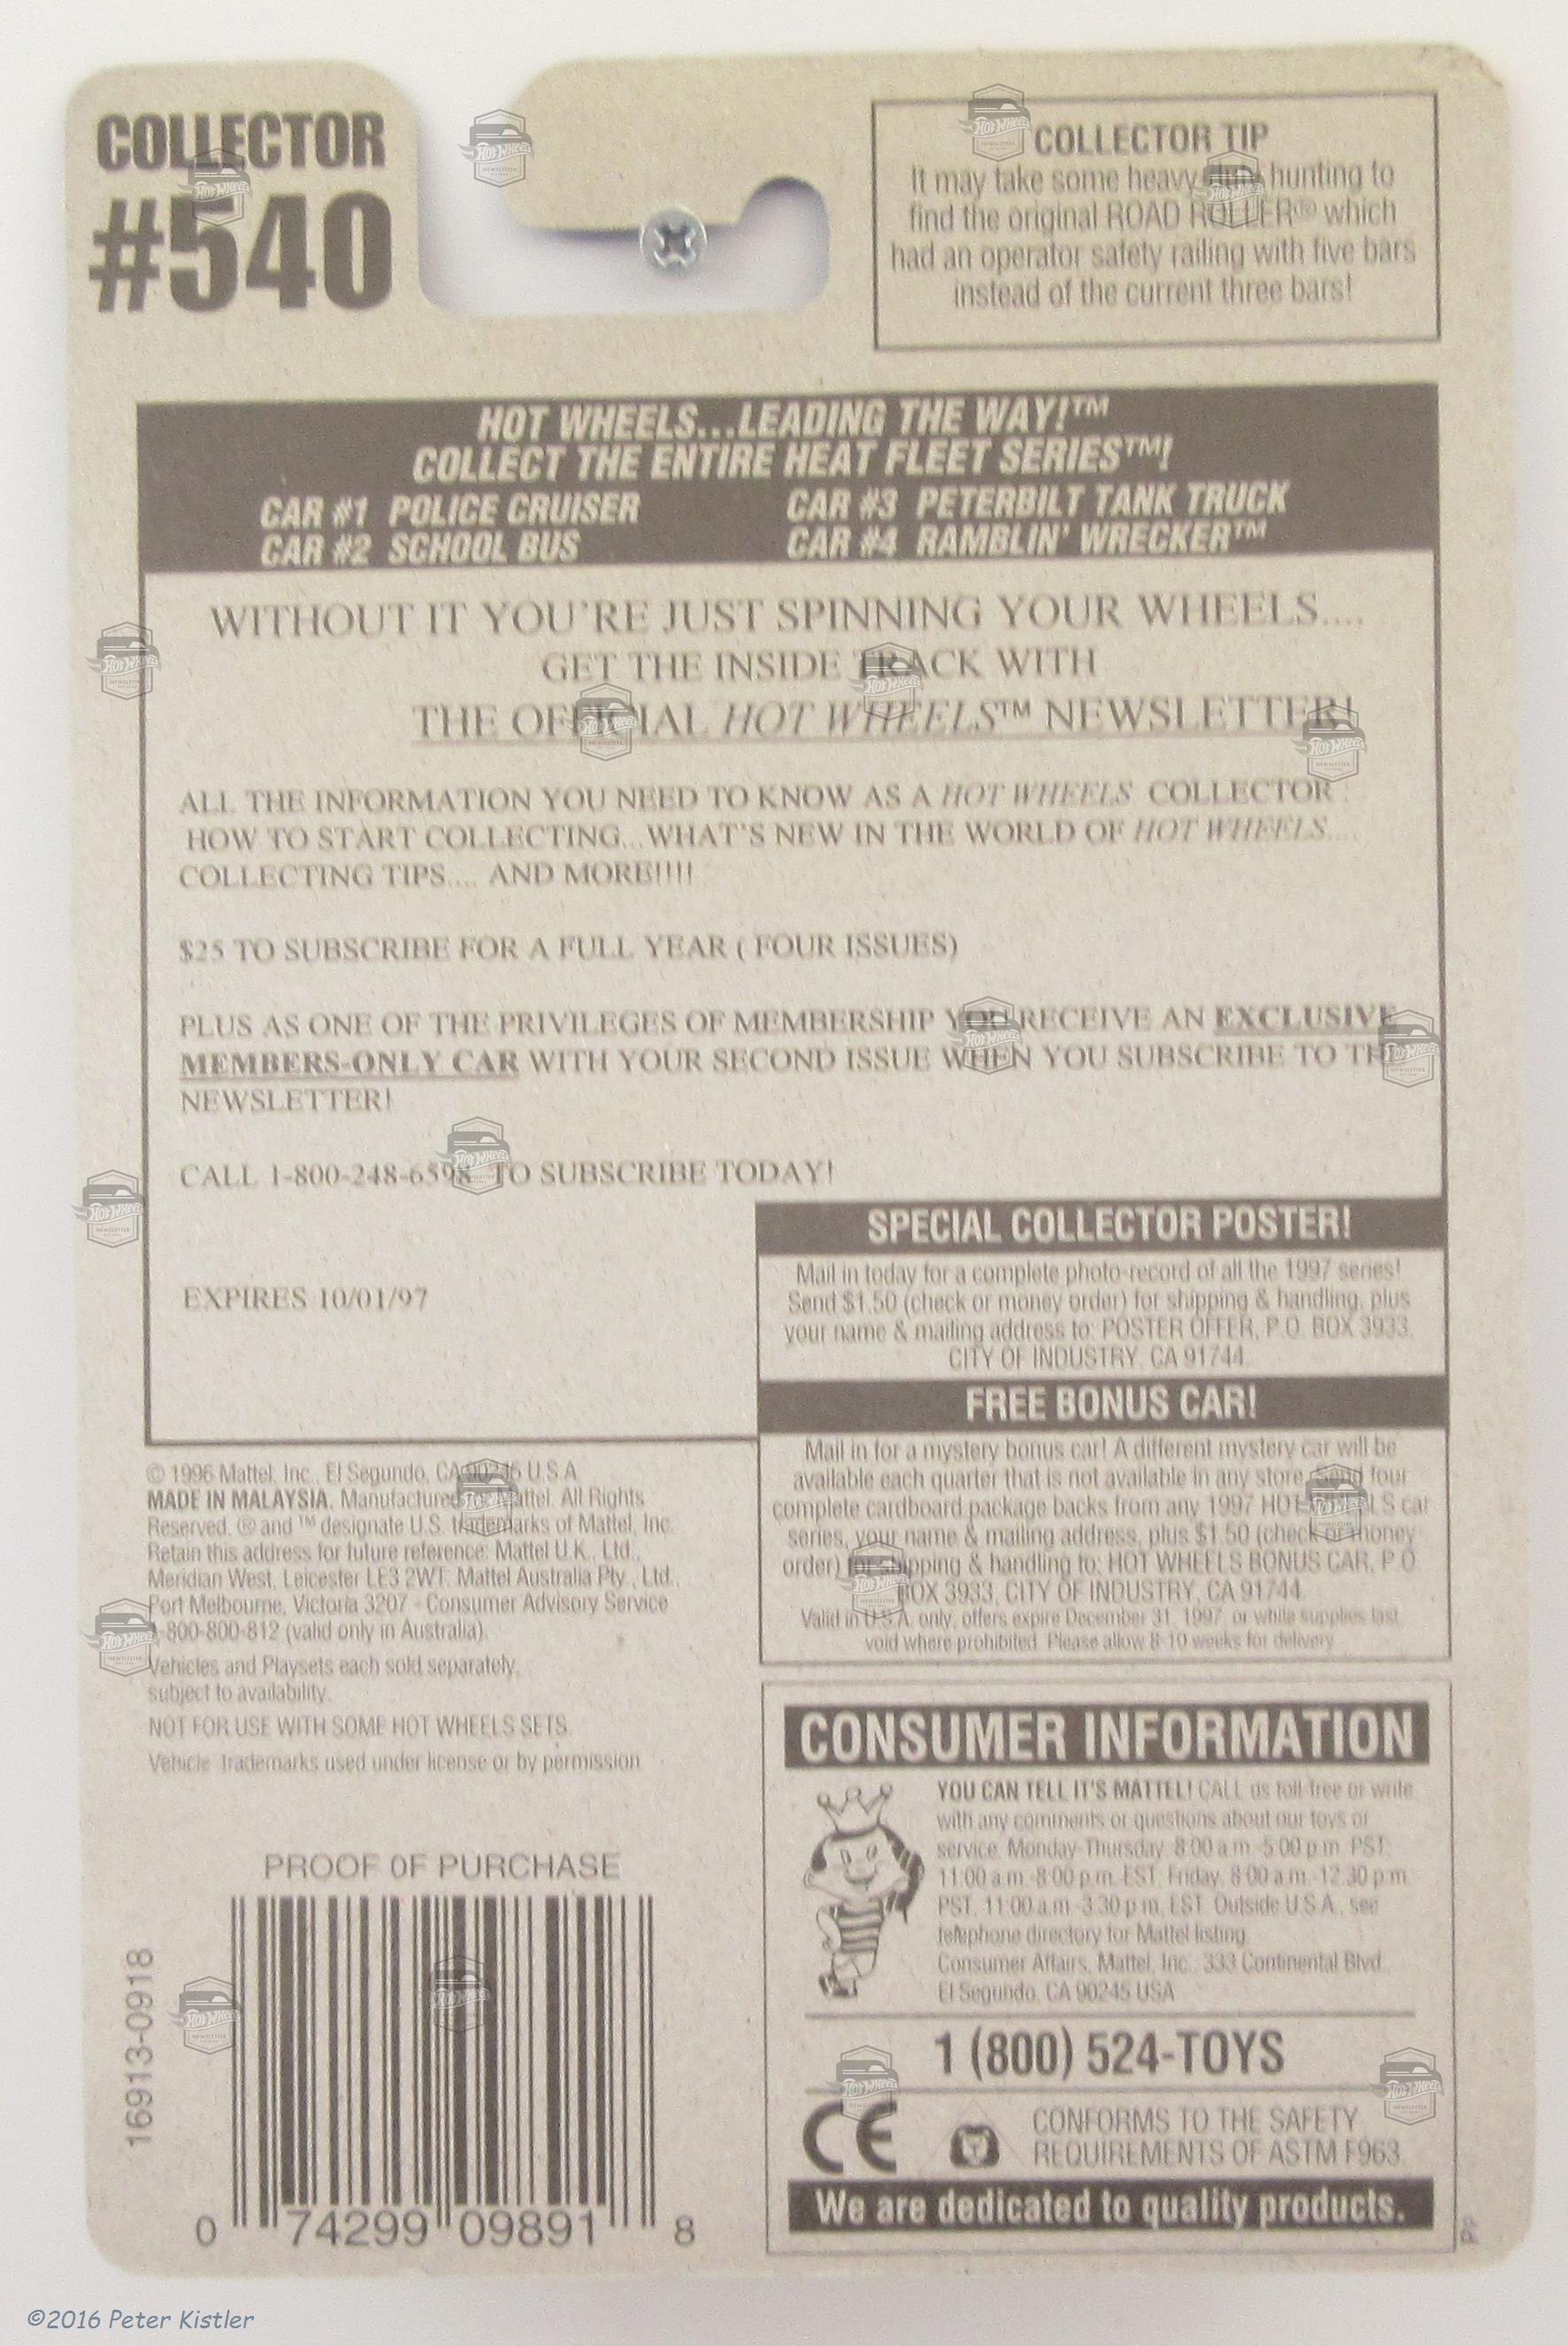 COLLECTOR
#540
COLLECTOR TIP
It may take some heavy hunting to
find the original ROAD ROLLER® which
had an operator safety railing with five bars
instead of the current three bars!
HOT WHEELS...LEADING THE WAY!™
COLLECT THE ENTIRE HEAT FLEET SERIES™!
CAR #1 POLICE CRUISER
CAR #2 SCHOOL BUS
CAR #3 PETERBILT TANK TRUCK
CAR #4 RAMBLIN' WRECKER™
WITHOUT IT YOU'RE JUST SPINNING YOUR WHEELS....
GET THE INSIDE TRACK WITH
THE OFFICIAL HOT WHEELS™ NEWSLETTER!
ALL THE INFORMATION YOU NEED TO KNOW AS A HOT WHEELS COLLECTOR :
HOW TO START COLLECTING...WHAT'S NEW IN THE WORLD OF HOT WHEELS....
COLLECTING TIPS.... AND MORE!!!!
$25 TO SUBSCRIBE FOR A FULL YEAR ( FOUR ISSUES)
PLUS AS ONE OF THE PRIVILEGES OF MEMBERSHIP YOU RECEIVE AN EXCLUSIVE
MEMBERS-ONLY CAR WITH YOUR SECOND ISSUE WHEN YOU SUBSCRIBE TO THE
NEWSLETTER!
CALL 1-800-248-6598 TO SUBSCRIBE TODAY!
EXPIRES 10/01/97
SPECIAL COLLECTOR POSTER!
Mail in today for a complete photo-record of all the 1997 series!
Send $1.50 (check or money order) for shipping & handling, plus
your name & mailing address to: POSTER OFFER, P.O. BOX 3933,
CITY OF INDUSTRY, CA 91744.
FREE BONUS CAR!
Mail in for a mystery bonus car! A different mystery car will be
available each quarter that is not available in any store. Send four
complete cardboard package backs from any 1997 HOT WHEELS car
series, your name & mailing address, plus $1.50 (check or money
order) for shipping & handling to: HOT WHEELS BONUS CAR, P.O.
BOX 3933, CITY OF INDUSTRY, CA 91744.
Valid in U.S.A. only, offers expire December 31, 1997, or while supplies last,
void where prohibited. Please allow 8-10 weeks for delivery.
© 1996 Mattel, Inc., El Segundo, CA 90245 U.S.A.
MADE IN MALAYSIA. Manufactured for Mattel. All Rights
Reserved. ® and ™ designate U.S. trademarks of Mattel, Inc.
Retain this address for future reference: Mattel U.K., Ltd.,
Meridian West, Leicester LE3 2WT. Mattel Australia Pty., Ltd.,
Port Melbourne, Victoria 3207 - Consumer Advisory Service
1-800-800-812 (valid only in Australia).
Vehicles and Playsets each sold separately,
subject to availability.
NOT FOR USE WITH SOME HOT WHEELS SETS.
Vehicle trademarks used under license or by permission.
CONSUMER INFORMATION
YOU CAN TELL IT'S MATTEL! CALL us toll-free or write
with any comments or questions about our toys or
service. Monday-Thursday, 8:00 a.m.-5:00 p.m. PST;
11:00 a.m.-8:00 p.m. EST. Friday, 8:00 a.m.-12:30 p.m.
PST, 11:00 a.m.-3:30 p.m. EST. Outside U.S.A., see
telephone directory for Mattel listing.
Consumer Affairs, Mattel, Inc., 333 Continental Blvd.,
El Segundo, CA 90245 USA
1 (800) 524-TOYS
CE
CONFORMS TO THE SAFETY
REQUIREMENTS OF ASTM F963.
We are dedicated to quality products.
PROOF OF PURCHASE
16913-0918
0 74299 09891 8
©2016 Peter Kistler